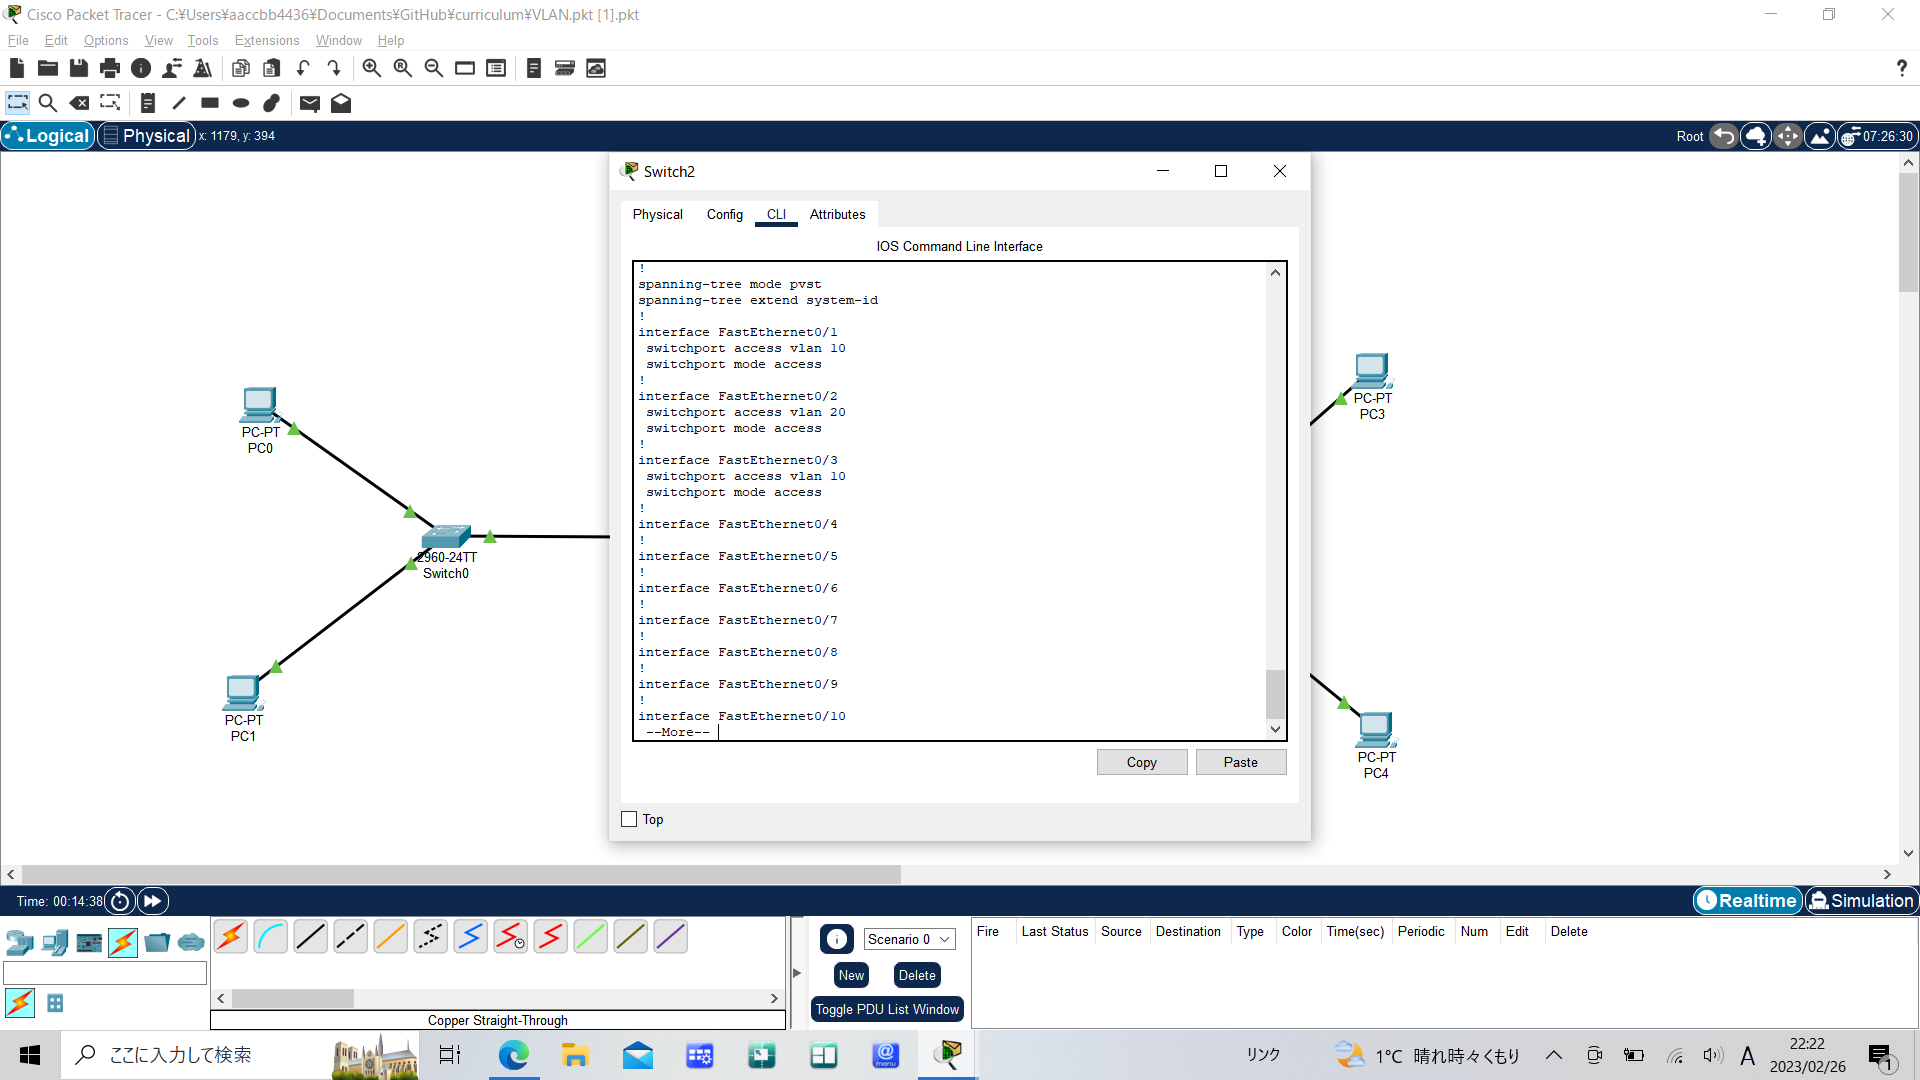 Cisco Packet Tracer - C:¥Users¥aaccbb4436¥Documents¥GitHub¥curriculum¥VLAN.pkt [1].pkt
File Edit Options View Tools Extensions Window Help
?
Logical Physical x: 1179, y: 394
Root 07:26:30
Switch2
Physical Config CLI Attributes
IOS Command Line Interface
!
spanning-tree mode pvst
spanning-tree extend system-id
!
interface FastEthernet0/1
switchport access vlan 10
switchport mode access
!
interface FastEthernet0/2
switchport access vlan 20
switchport mode access
!
interface FastEthernet0/3
switchport access vlan 10
switchport mode access
!
interface FastEthernet0/4
!
interface FastEthernet0/5
!
interface FastEthernet0/6
!
interface FastEthernet0/7
!
interface FastEthernet0/8
!
interface FastEthernet0/9
!
interface FastEthernet0/10
--More--
Copy Paste
Top
PC-PT
PC0
2960-24TT
Switch0
PC-PT
PC1
PC-PT
PC3
PC-PT
PC4
Time: 00:14:38
Realtime Simulation
Copper Straight-Through
Scenario 0
New Delete
Toggle PDU List Window
Fire Last Status Source Destination Type Color Time(sec) Periodic Num Edit Delete
ここに入力して検索
@
menu
リンク
1°C 晴れ時々くもり
A
22:22
2023/02/26
1